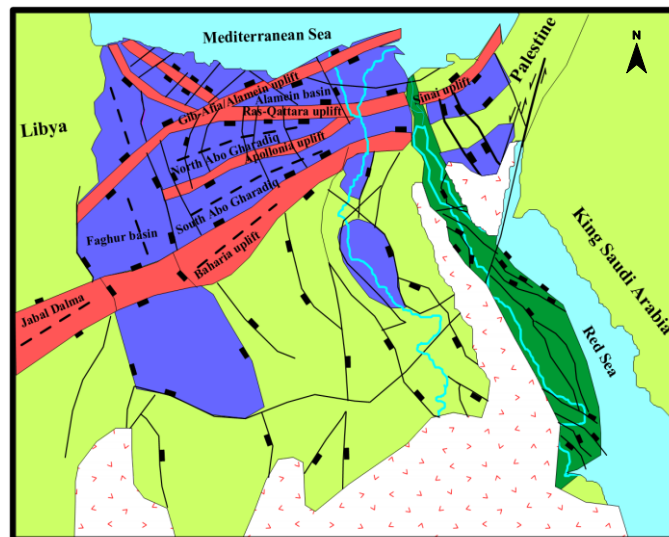 Mediterranean Sea
N
Palestine
Libya
Glib-Afia/Alamein uplift
Alamein basin
Sinai uplift
Ras-Qattara uplift
North Abo Gharadiq
Apollonia uplift
South Abo Gharadiq
Faghur basin
Baharia uplift
King Saudi Arabia
Jabal Dalma
Red Sea